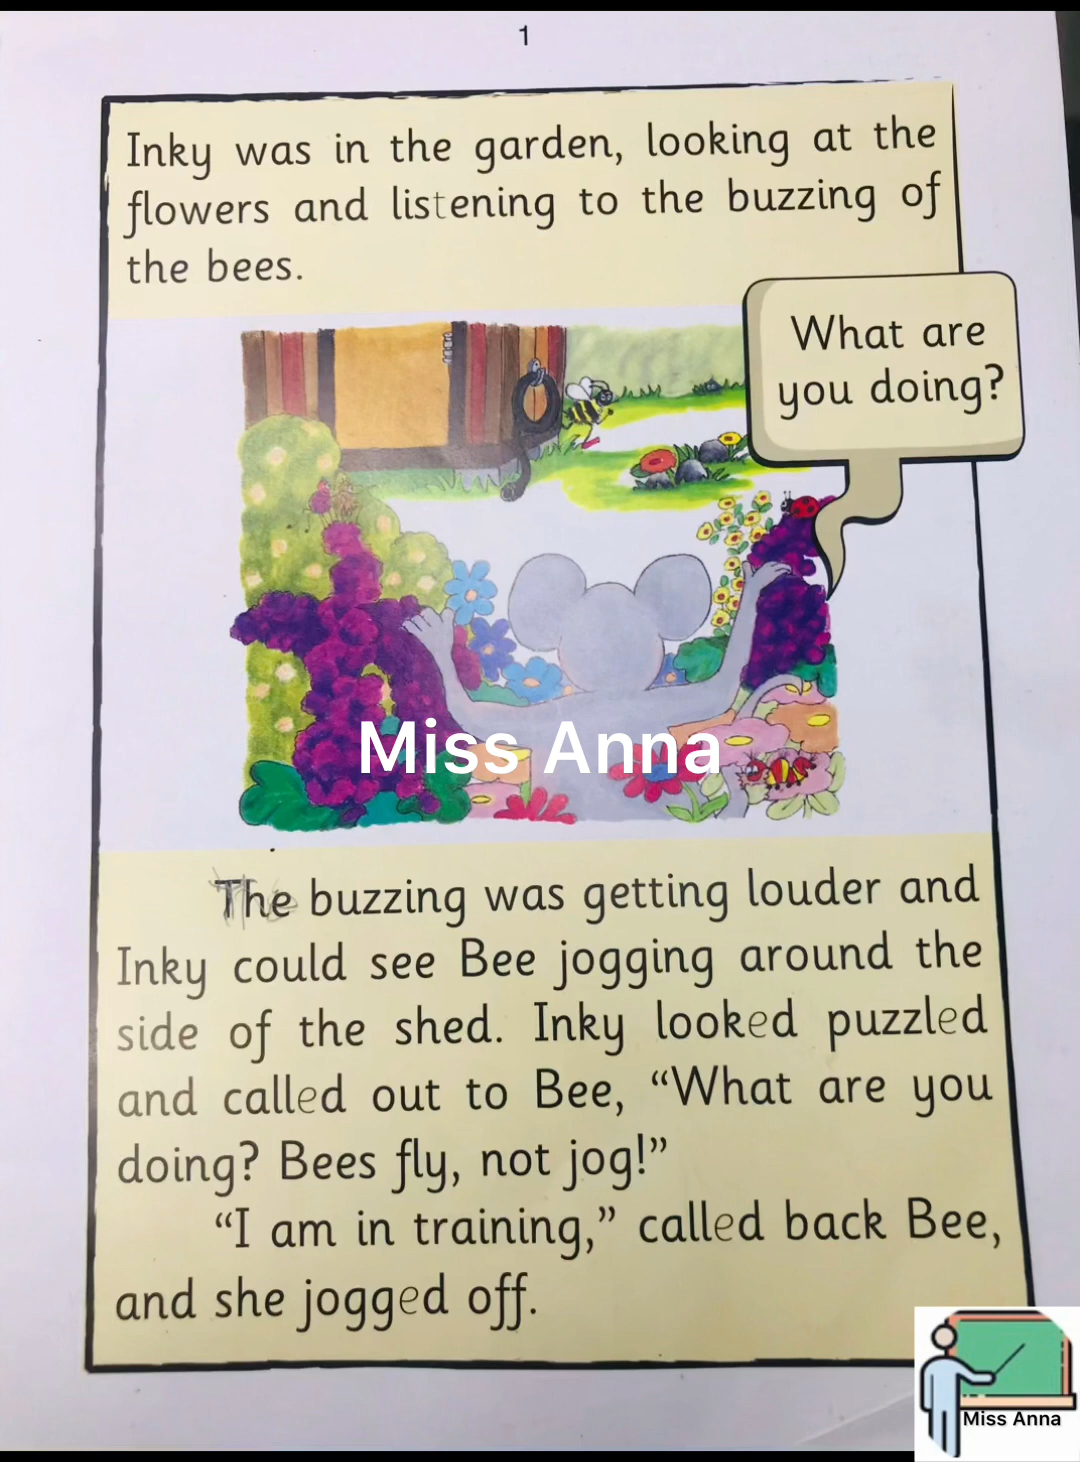 1
Inky was in the garden, looking at the
flowers and listening to the buzzing of
the bees.
What are
you doing?
Miss Anna
The buzzing was getting louder and
Inky could see Bee jogging around the
side of the shed. Inky looked puzzled
and called out to Bee, “What are you
doing? Bees fly, not jog!”
“I am in training,” called back Bee,
and she jogged off.
Miss Anna